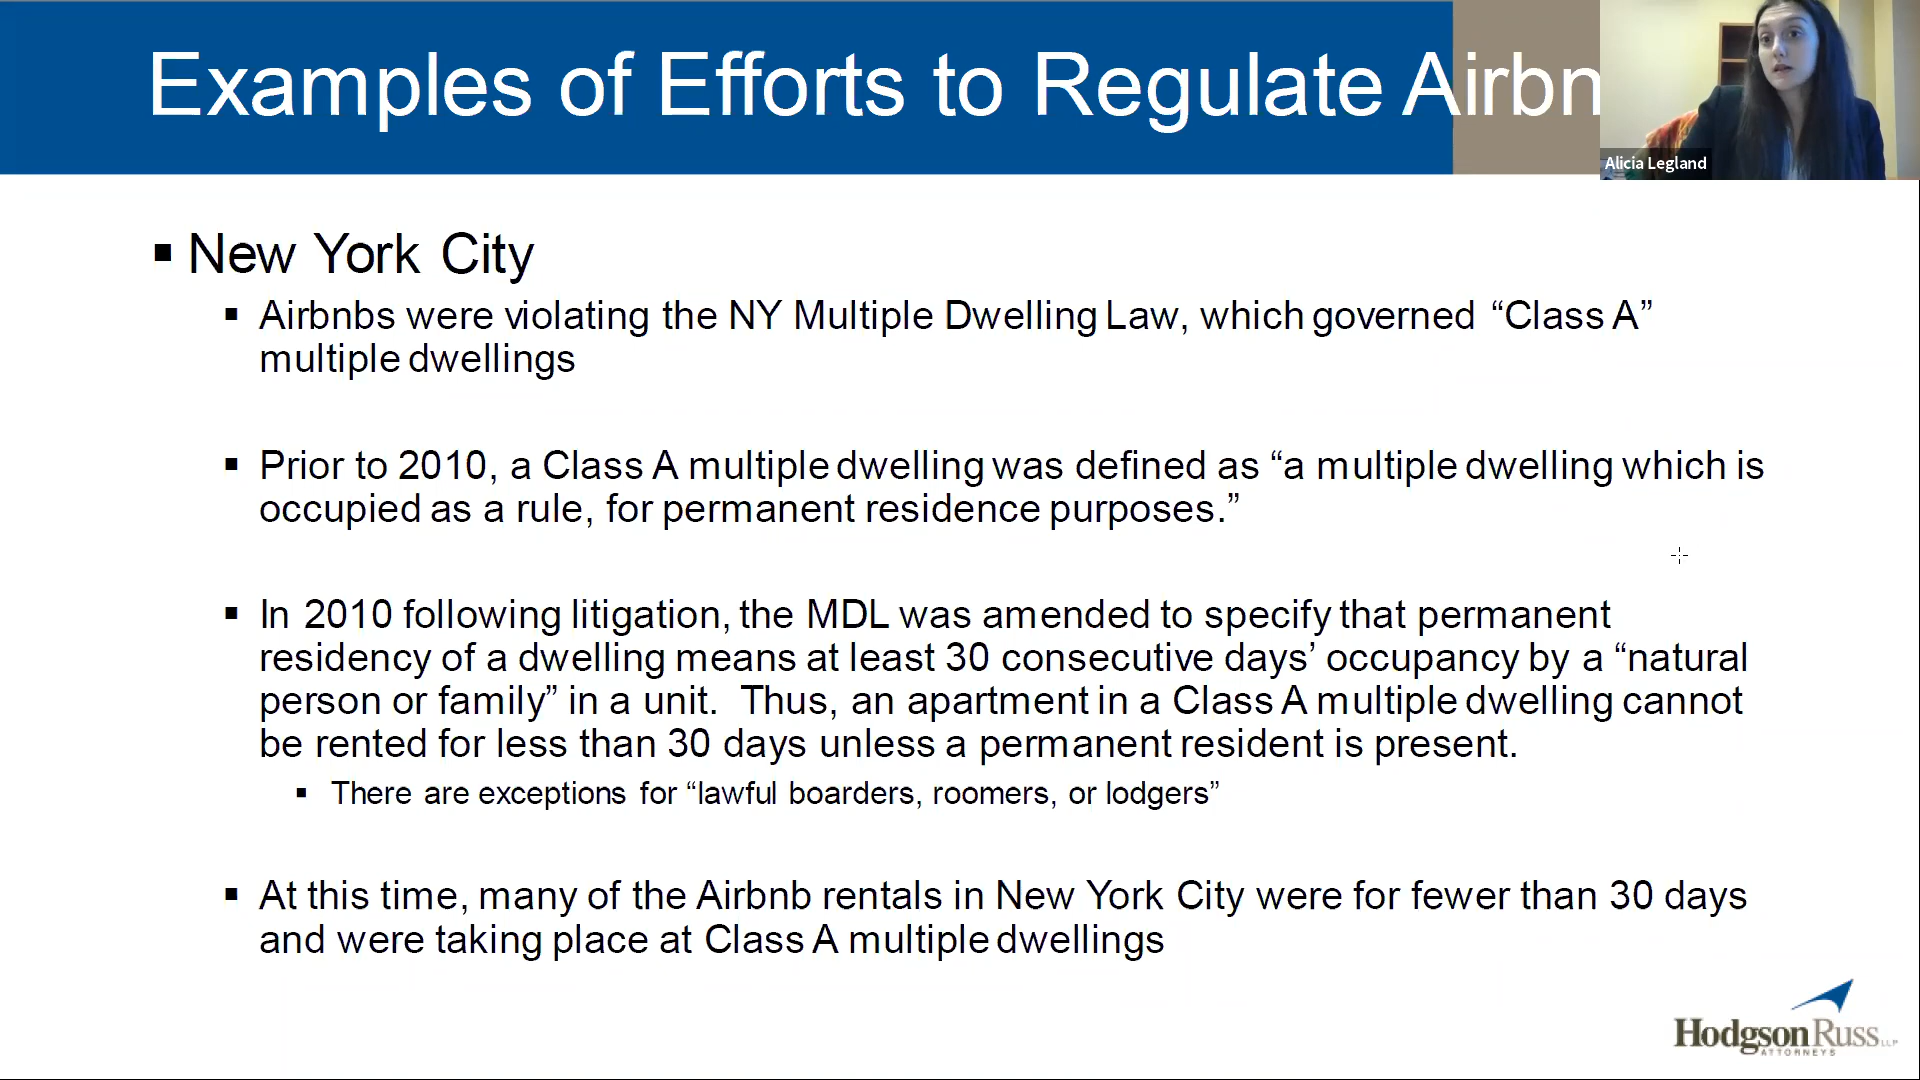 Examples of Efforts to Regulate Airbn
Alicia Legland
▪ New York City
▪ Airbnbs were violating the NY Multiple Dwelling Law, which governed “Class A”
multiple dwellings
▪ Prior to 2010, a Class A multiple dwelling was defined as “a multiple dwelling which is
occupied as a rule, for permanent residence purposes.”
▪ In 2010 following litigation, the MDL was amended to specify that permanent
residency of a dwelling means at least 30 consecutive days’ occupancy by a “natural
person or family” in a unit.  Thus, an apartment in a Class A multiple dwelling cannot
be rented for less than 30 days unless a permanent resident is present.
▪ There are exceptions for “lawful boarders, roomers, or lodgers”
▪ At this time, many of the Airbnb rentals in New York City were for fewer than 30 days
and were taking place at Class A multiple dwellings
HodgsonRuss LLP
ATTORNEYS